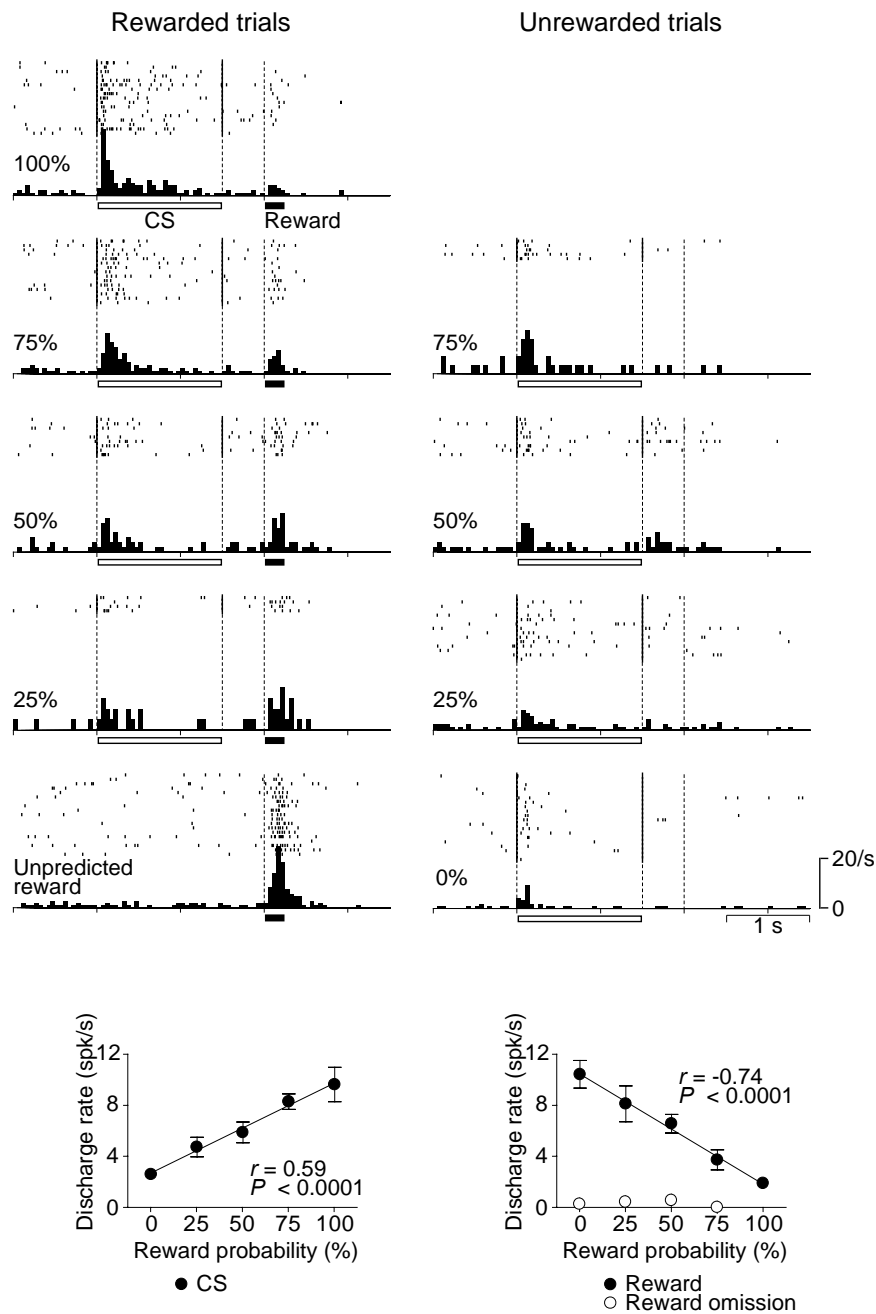 Rewarded trials
Unrewarded trials
100%
CS
Reward
75%
75%
50%
50%
25%
25%
Unpredicted
reward
0%
20/s
0
1 s
Discharge rate (spk/s)
12
8
4
0
r = 0.59
P < 0.0001
0 25 50 75 100
Reward probability (%)
CS
Discharge rate (spk/s)
12
8
4
0
r = -0.74
P < 0.0001
0 25 50 75 100
Reward probability (%)
Reward
Reward omission